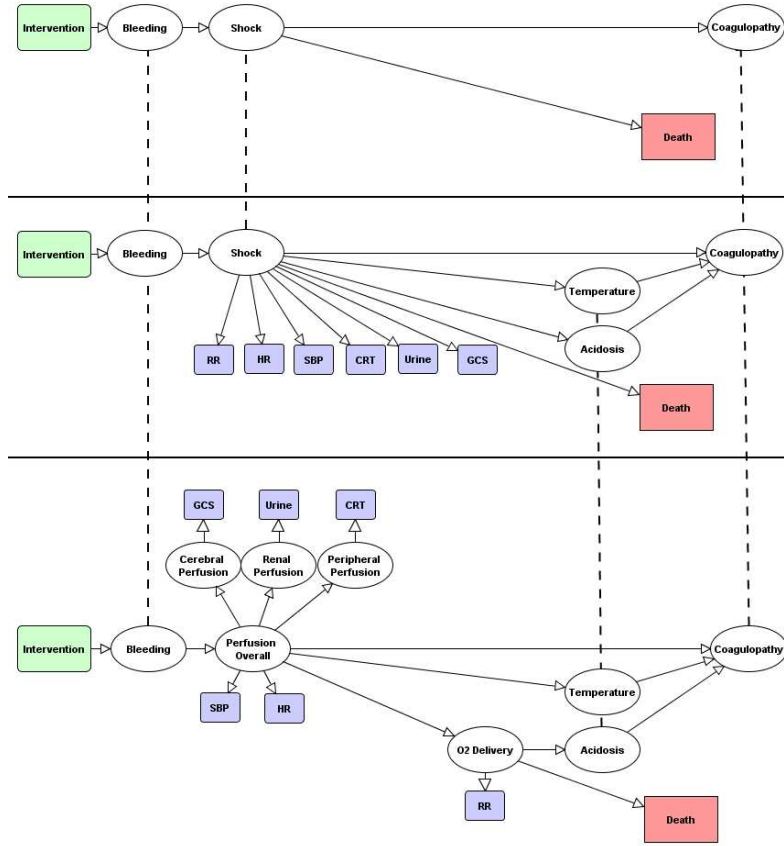 Intervention
Bleeding
Shock
Coagulopathy
Death
Intervention
Bleeding
Shock
Coagulopathy
Temperature
Acidosis
RR
HR
SBP
CRT
Urine
GCS
Death
GCS
Urine
CRT
Cerebral
Perfusion
Renal
Perfusion
Peripheral
Perfusion
Intervention
Bleeding
Perfusion
Overall
Coagulopathy
Temperature
SBP
HR
O2 Delivery
Acidosis
RR
Death